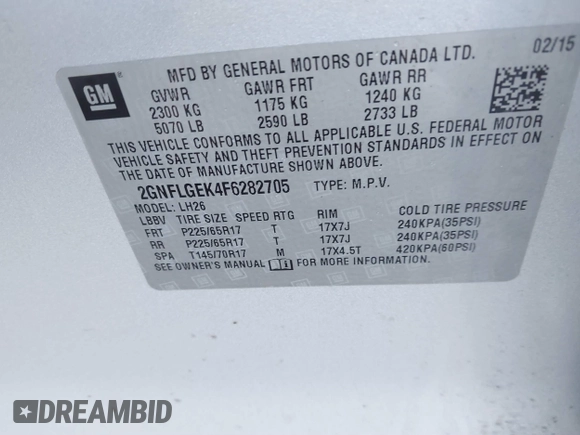 MFD BY GENERAL MOTORS OF CANADA LTD. 02/15
GM
GVWR GAWR FRT GAWR RR
2300 KG 1175 KG 1240 KG
5070 LB 2590 LB 2733 LB
THIS VEHICLE CONFORMS TO ALL APPLICABLE U.S. FEDERAL MOTOR
VEHICLE SAFETY AND THEFT PREVENTION STANDARDS IN EFFECT ON
THE DATE OF MANUFACTURE SHOWN ABOVE.
2GNFLGEK4F6282705 TYPE: M.P.V.
MODEL: LH26
LBBV TIRE SIZE SPEED RTG RIM COLD TIRE PRESSURE
FRT P225/65R17 T 17X7J 240KPA(35PSI)
RR P225/65R17 T 17X7J 240KPA(35PSI)
SPA T145/70R17 M 17X4.5T 420KPA(60PSI)
SEE OWNER'S MANUAL FOR MORE INFORMATION.
DREAMBID